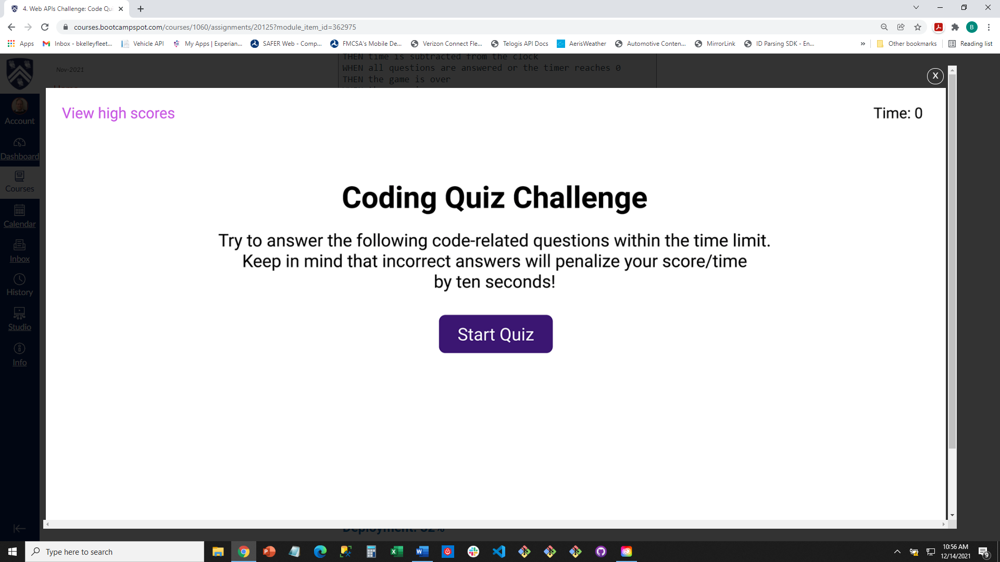 4. Web APIs Challenge: Code Qui
courses.bootcampspot.com/courses/1060/assignments/20125?module_item_id=362975
B
Apps
Inbox - bkelleyfleet...
Vehicle API
My Apps | Experian...
SAFER Web - Comp...
FMCSA's Mobile De...
Verizon Connect Fle...
Telogis API Docs
AerisWeather
Automotive Conten...
MirrorLink
ID Parsing SDK - En...
»
Other bookmarks
Reading list
THEN time is subtracted from the clock
WHEN all questions are answered or the timer reaches 0
THEN the game is over
Nov-2021
Home
X
Account
Dashboard
Courses
Calendar
Inbox
History
Studio
Info
View high scores
Time: 0
Coding Quiz Challenge
Try to answer the following code-related questions within the time limit.
Keep in mind that incorrect answers will penalize your score/time
by ten seconds!
Start Quiz
Deployment: 32%
Type here to search
10:56 AM
12/14/2021
9